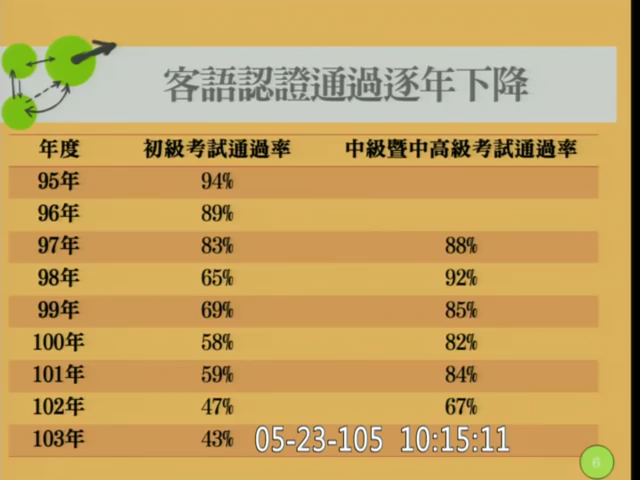 客語認證通過逐年下降
年度 初級考試通過率 中級暨中高級考試通過率
95年 94%
96年 89%
97年 83% 88%
98年 65% 92%
99年 69% 85%
100年 58% 82%
101年 59% 84%
102年 47% 67%
103年 43%
05-23-105 10:15:11
6